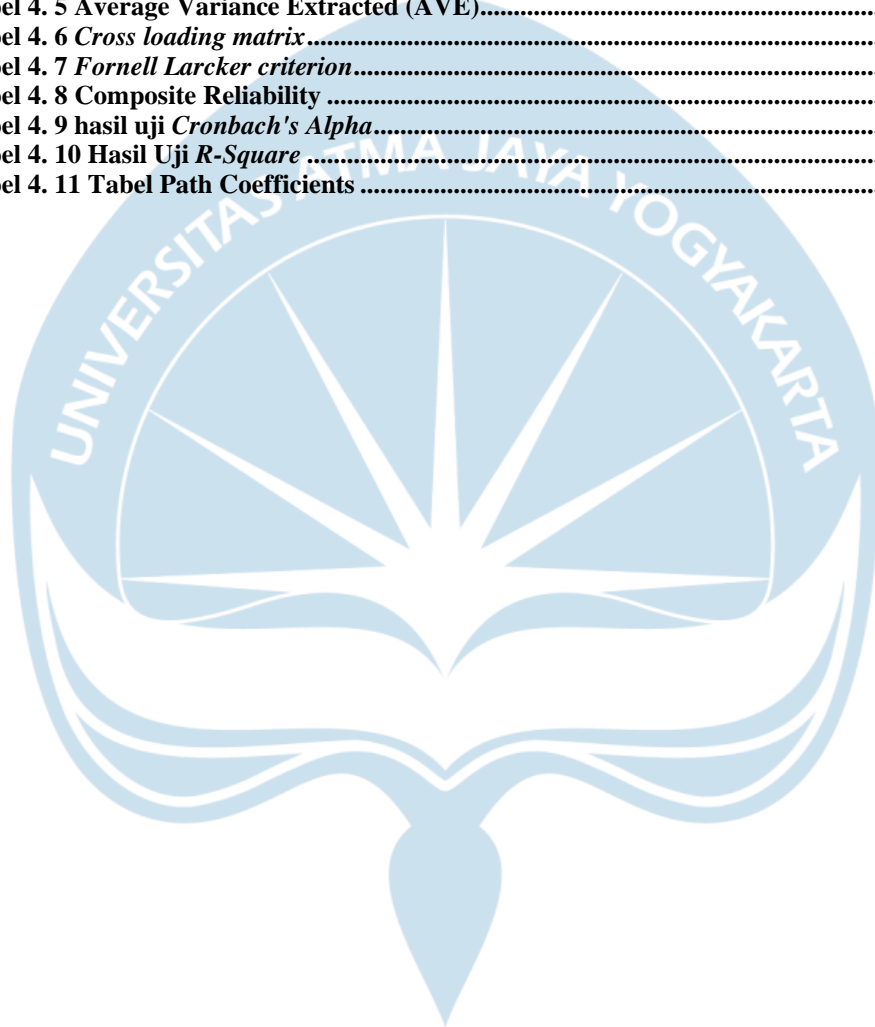 bel 4. 5 Average Variance Extracted (AVE)..............................................................
bel 4. 6 Cross loading matrix..........................................................................................
bel 4. 7 Fornell Larcker criterion..................................................................................
bel 4. 8 Composite Reliability .......................................................................................
bel 4. 9 hasil uji Cronbach's Alpha...............................................................................
bel 4. 10 Hasil Uji R-Square ..........................................................................................
bel 4. 11 Tabel Path Coefficients ..................................................................................
UNIVERSITAS ATMA JAYA YOGYAKARTA